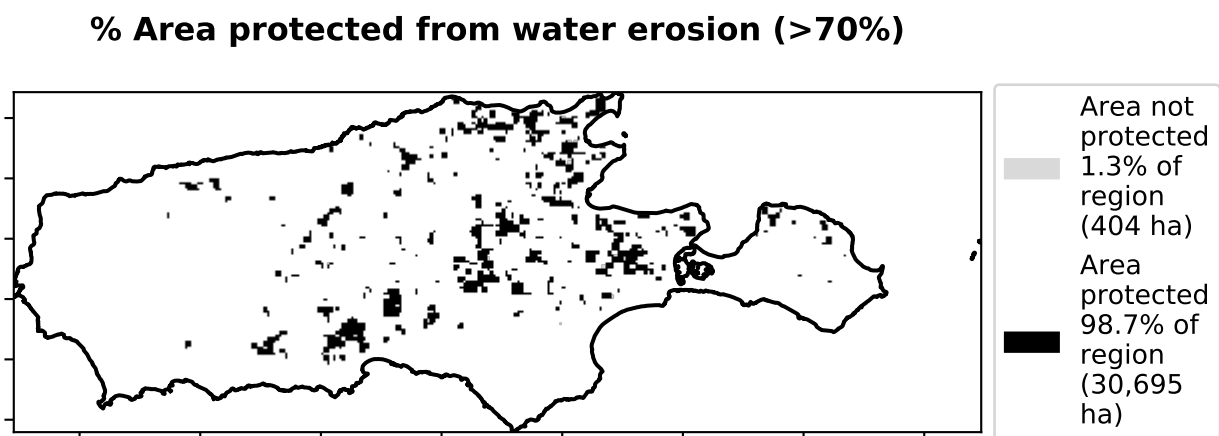 % Area protected from water erosion (>70%)
Area not
protected
1.3% of
region
(404 ha)
Area
protected
98.7% of
region
(30,695
ha)